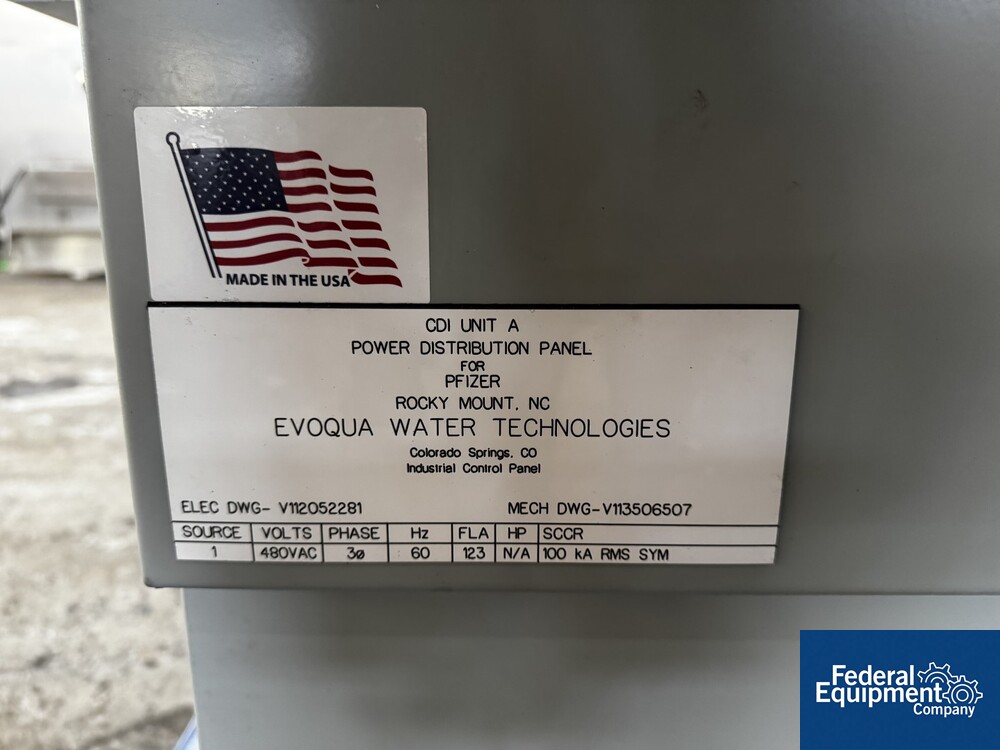 MADE IN THE USA
CDI UNIT A
POWER DISTRIBUTION PANEL
FOR
PFIZER
ROCKY MOUNT, NC
EVOQUA WATER TECHNOLOGIES
Colorado Springs, CO
Industrial Control Panel
ELEC DWG- V112052281 MECH DWG-V113506507
SOURCE VOLTS PHASE Hz FLA HP SCCR
1 480VAC 3ø 60 123 N/A 100 kA RMS SYM
Federal
Equipment
Company